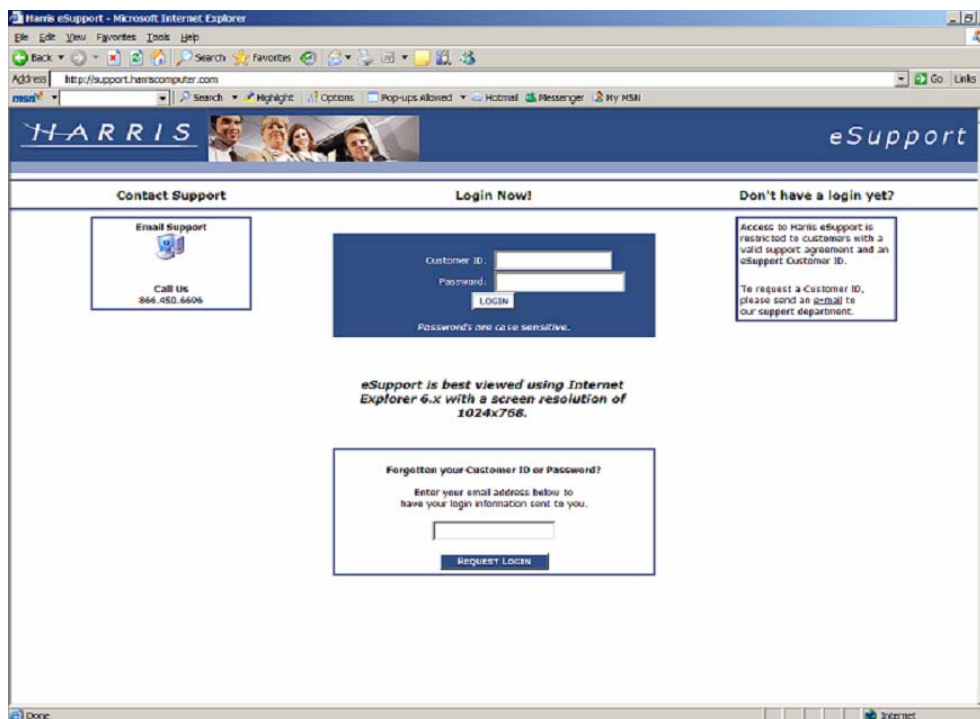 Harris eSupport - Microsoft Internet Explorer
File Edit View Favorites Tools Help
Back Search Favorites
Address http://support.harriscomputer.com Go Links
msn Search Highlight Options Pop-ups Allowed Hotmail Messenger My MSN
HARRIS eSupport
Contact Support
Email Support
Call Us
866.450.6606
Login Now!
Customer ID:
Password:
LOGIN
Passwords are case sensitive.
eSupport is best viewed using Internet
Explorer 6.x with a screen resolution of
1024x768.
Forgotten your Customer ID or Password?
Enter your email address below to
have your login information sent to you.
REQUEST LOGIN
Don't have a login yet?
Access to Harris eSupport is
restricted to customers with a
valid support agreement and an
eSupport Customer ID.
To request a Customer ID,
please send an e-mail to
our support department.
Done Internet